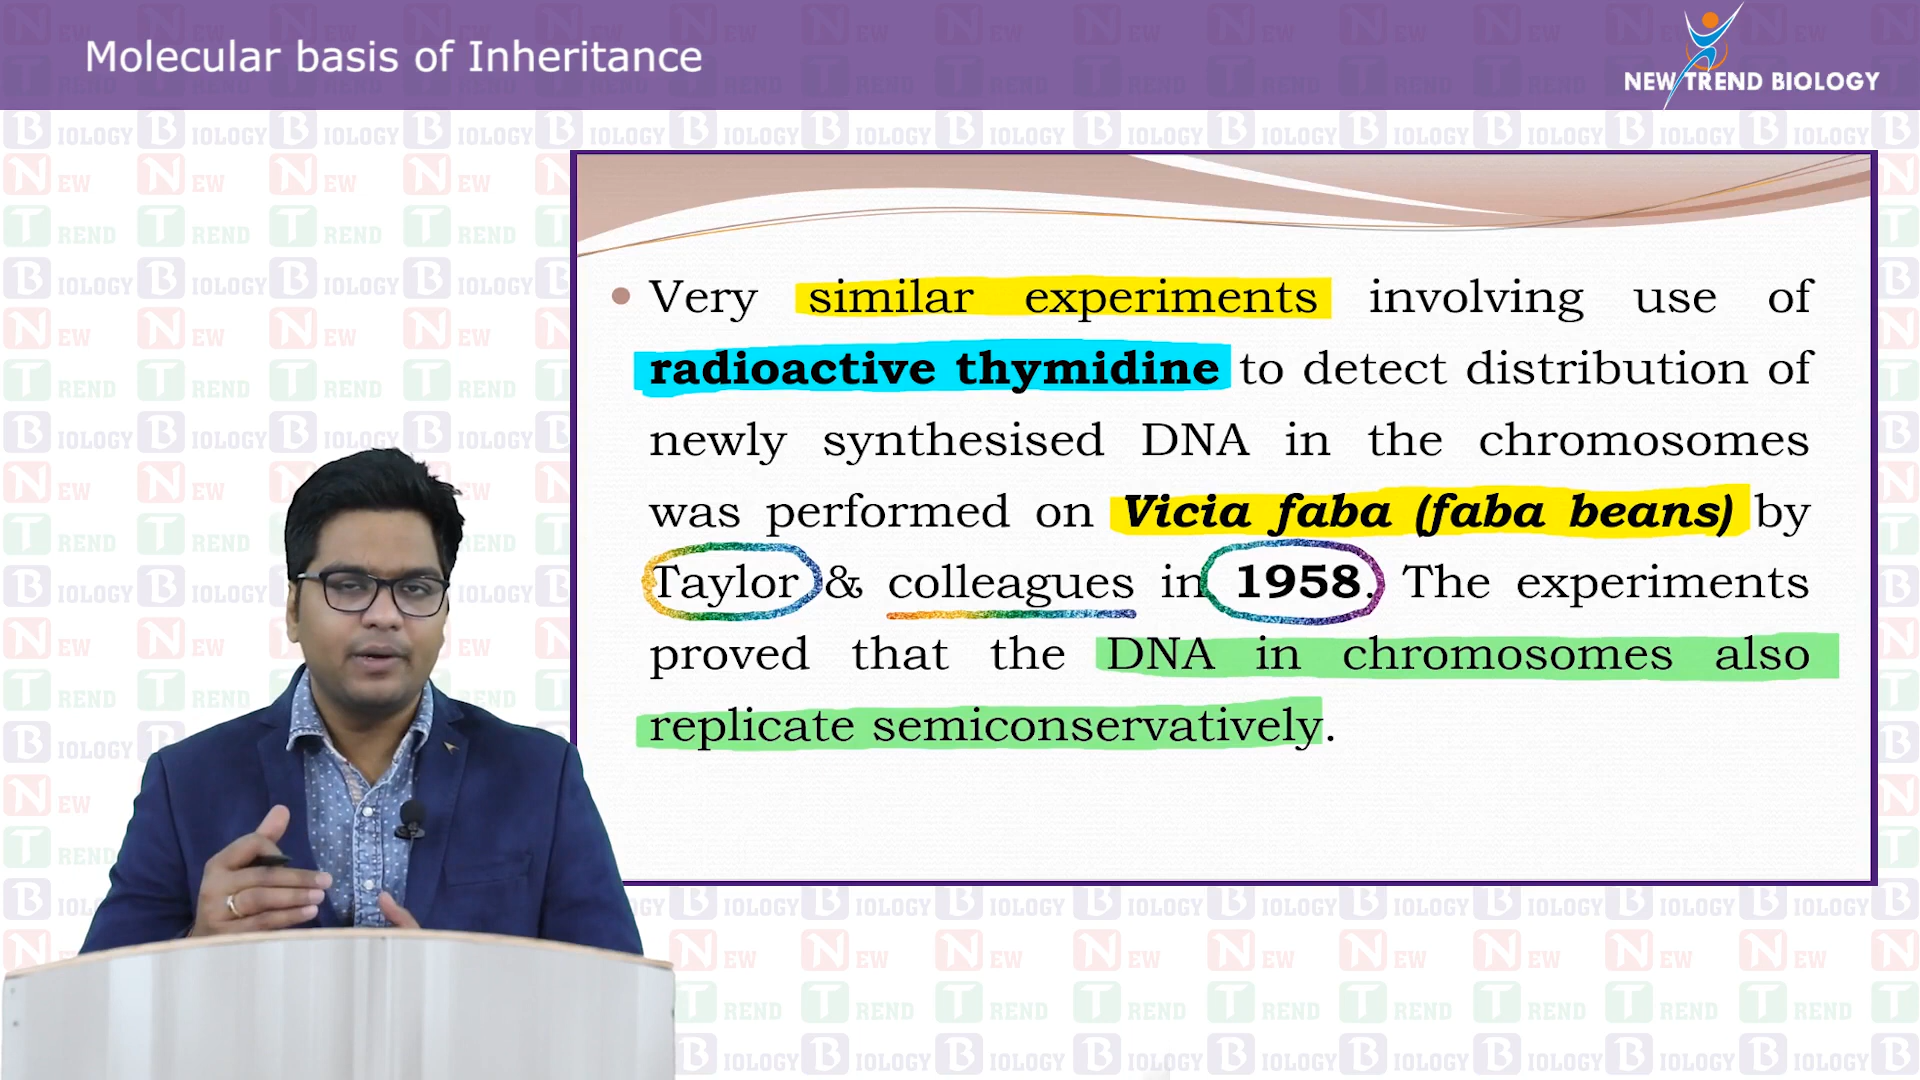 Molecular basis of Inheritance
NEW TREND BIOLOGY
• Very similar experiments involving use of
radioactive thymidine to detect distribution of
newly synthesised DNA in the chromosomes
was performed on Vicia faba (faba beans) by
Taylor & colleagues in 1958. The experiments
proved that the DNA in chromosomes also
replicate semiconservatively.